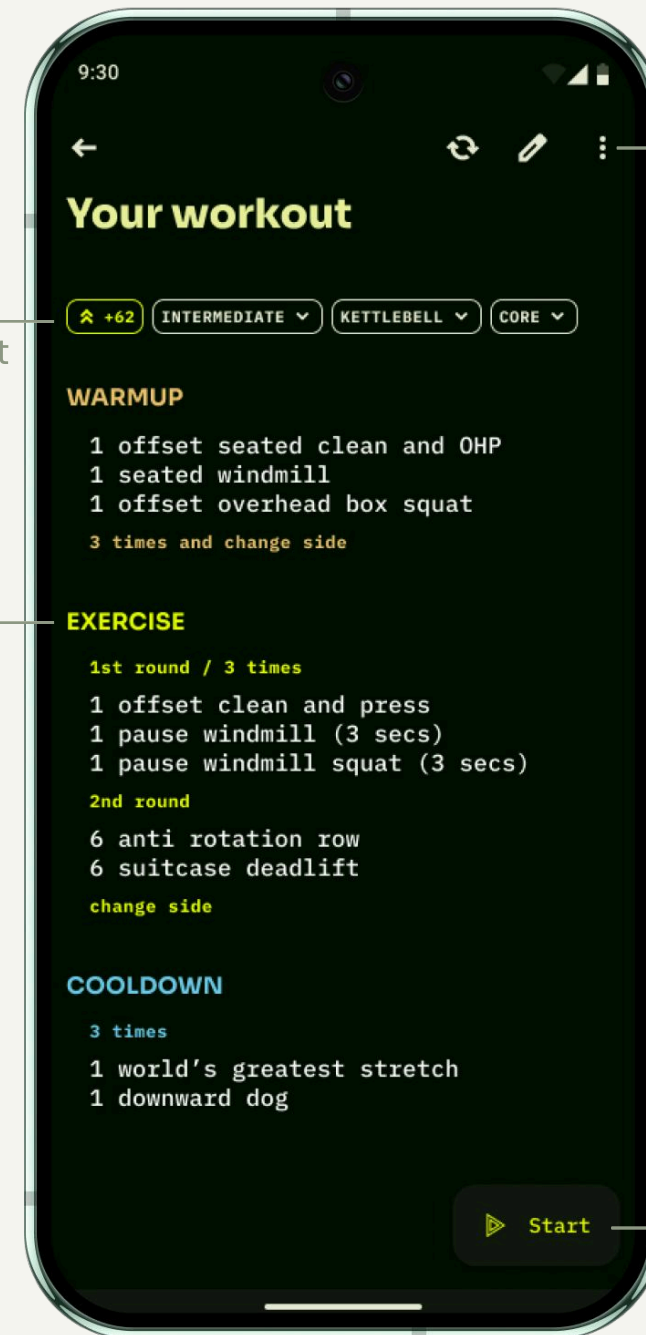 9:30
Your workout
+62 INTERMEDIATE KETTLEBELL CORE
t
WARMUP
1 offset seated clean and OHP
1 seated windmill
1 offset overhead box squat
3 times and change side
EXERCISE
1st round / 3 times
1 offset clean and press
1 pause windmill (3 secs)
1 pause windmill squat (3 secs)
2nd round
6 anti rotation row
6 suitcase deadlift
change side
COOLDOWN
3 times
1 world’s greatest stretch
1 downward dog
Start